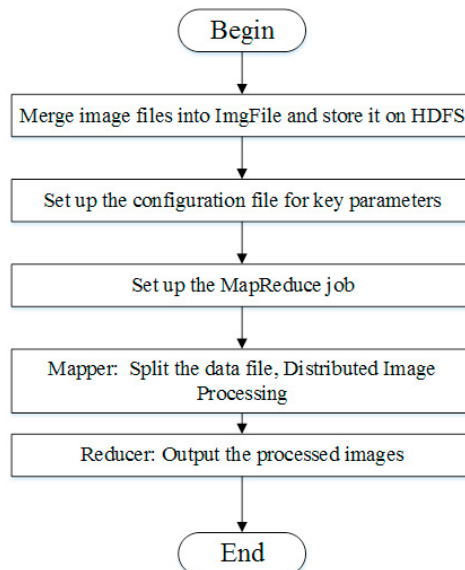 Begin
Merge image files into ImgFile and store it on HDFS
Set up the configuration file for key parameters
Set up the MapReduce job
Mapper: Split the data file, Distributed Image
Processing
Reducer: Output the processed images
End